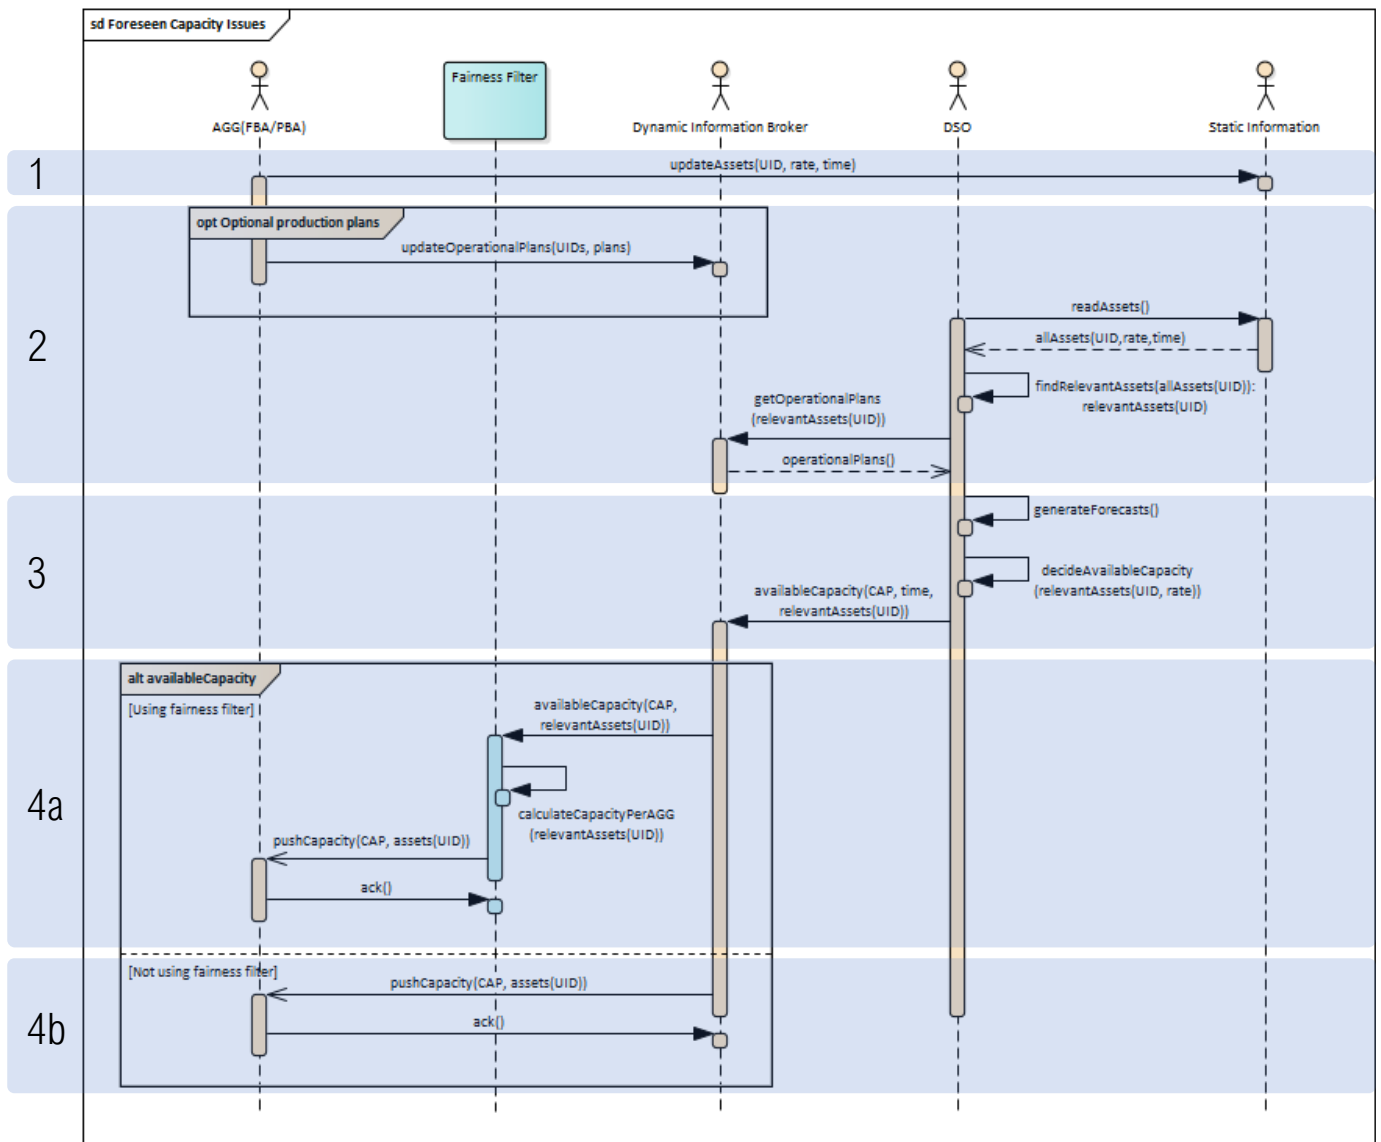 sd Foreseen Capacity Issues
AGG(FBA/PBA)
Fairness Filter
Dynamic Information Broker
DSO
Static Information
1
updateAssets(UID, rate, time)
2
opt Optional production plans
updateOperationalPlans(UIDs, plans)
readAssets()
allAssets(UID,rate,time)
findRelevantAssets(allAssets(UID)):
relevantAssets(UID)
getOperationalPlans
(relevantAssets(UID))
operationalPlans()
3
generateForecasts()
decideAvailableCapacity
(relevantAssets(UID, rate))
availableCapacity(CAP, time,
relevantAssets(UID))
4a
alt availableCapacity
[Using fairness filter]
availableCapacity(CAP,
relevantAssets(UID))
calculateCapacityPerAGG
(relevantAssets(UID))
pushCapacity(CAP, assets(UID))
ack()
4b
[Not using fairness filter]
pushCapacity(CAP, assets(UID))
ack()